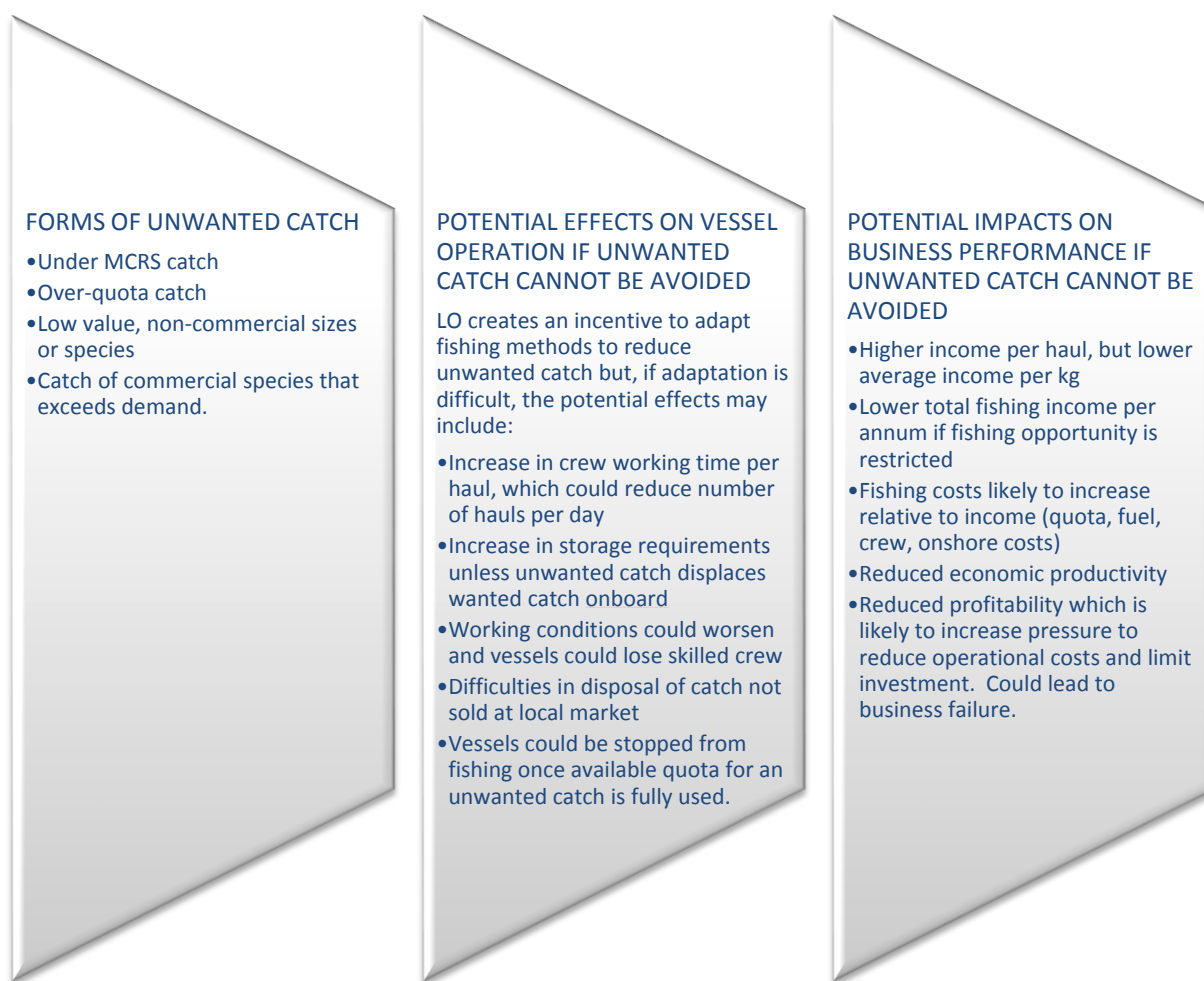 FORMS OF UNWANTED CATCH
•Under MCRS catch
•Over-quota catch
•Low value, non-commercial sizes
or species
•Catch of commercial species that
exceeds demand.
POTENTIAL EFFECTS ON VESSEL
OPERATION IF UNWANTED
CATCH CANNOT BE AVOIDED
LO creates an incentive to adapt
fishing methods to reduce
unwanted catch but, if adaptation is
difficult, the potential effects may
include:
•Increase in crew working time per
haul, which could reduce number
of hauls per day
•Increase in storage requirements
unless unwanted catch displaces
wanted catch onboard
•Working conditions could worsen
and vessels could lose skilled crew
•Difficulties in disposal of catch not
sold at local market
•Vessels could be stopped from
fishing once available quota for an
unwanted catch is fully used.
POTENTIAL IMPACTS ON
BUSINESS PERFORMANCE IF
UNWANTED CATCH CANNOT BE
AVOIDED
•Higher income per haul, but lower
average income per kg
•Lower total fishing income per
annum if fishing opportunity is
restricted
•Fishing costs likely to increase
relative to income (quota, fuel,
crew, onshore costs)
•Reduced economic productivity
•Reduced profitability which is
likely to increase pressure to
reduce operational costs and limit
investment.  Could lead to
business failure.